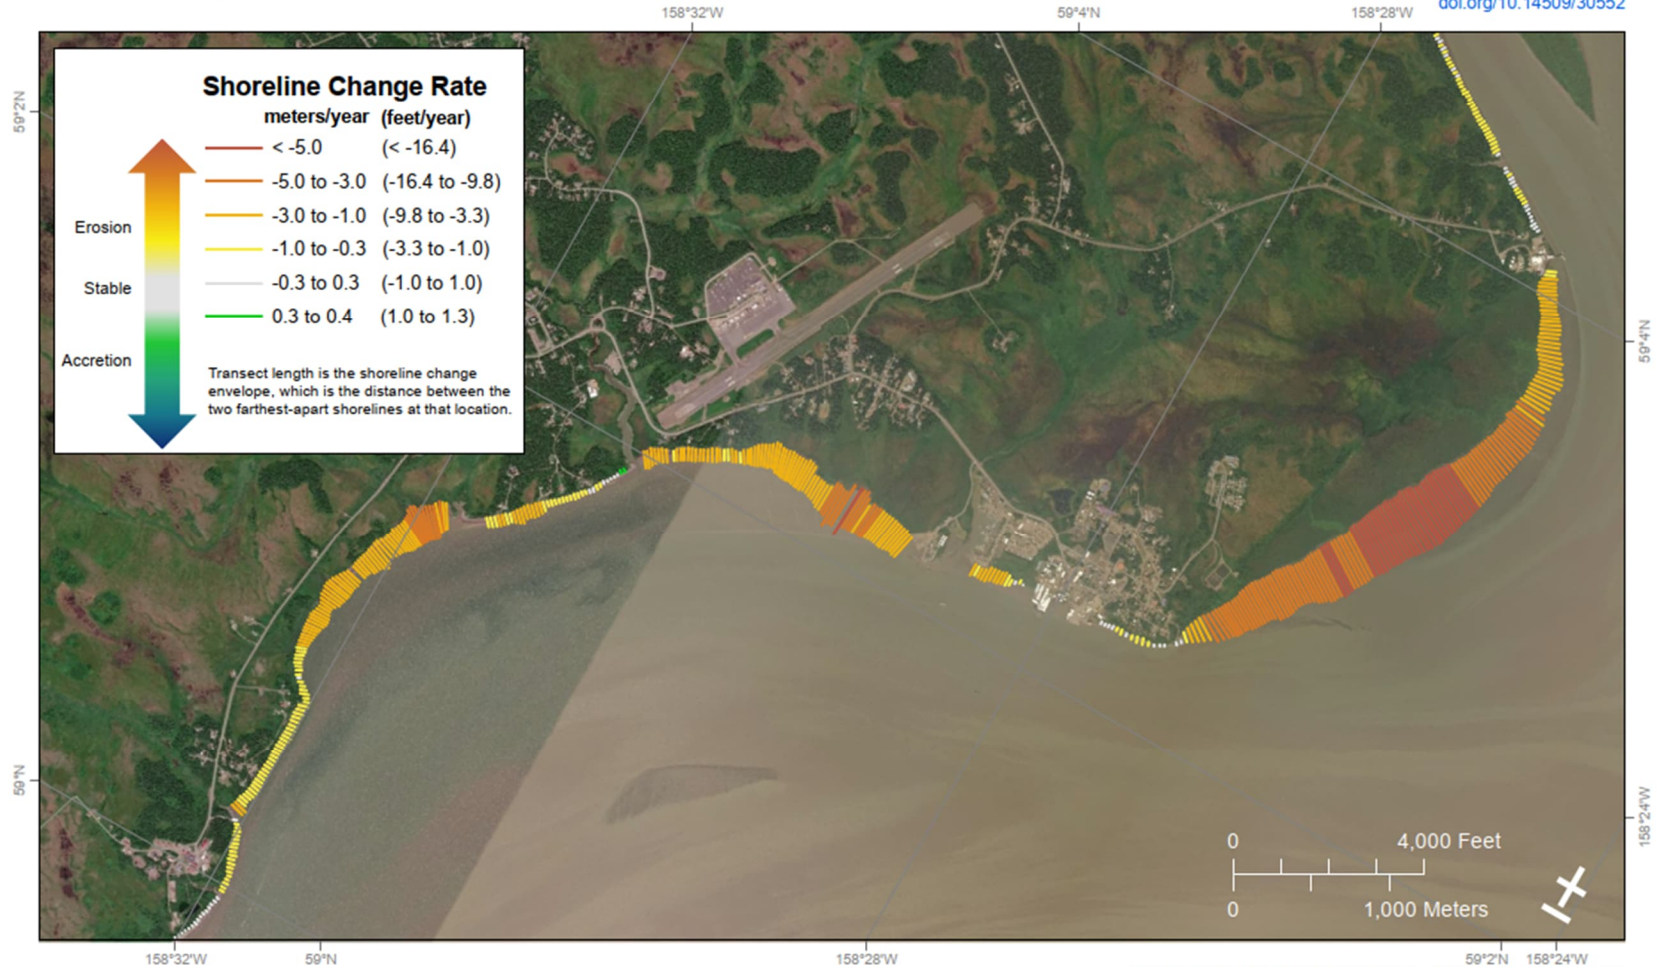 158°32'W
59°4'N
158°28'W
doi.org/10.14509/30552
59°2'N
Shoreline Change Rate
meters/year (feet/year)
< -5.0 (< -16.4)
-5.0 to -3.0 (-16.4 to -9.8)
-3.0 to -1.0 (-9.8 to -3.3)
Erosion
-1.0 to -0.3 (-3.3 to -1.0)
Stable
-0.3 to 0.3 (-1.0 to 1.0)
0.3 to 0.4 (1.0 to 1.3)
Accretion
Transect length is the shoreline change
envelope, which is the distance between the
two farthest-apart shorelines at that location.
59°4'N
59°N
158°24'W
0 4,000 Feet
0 1,000 Meters
158°32'W
59°N
158°28'W
59°2'N
158°24'W